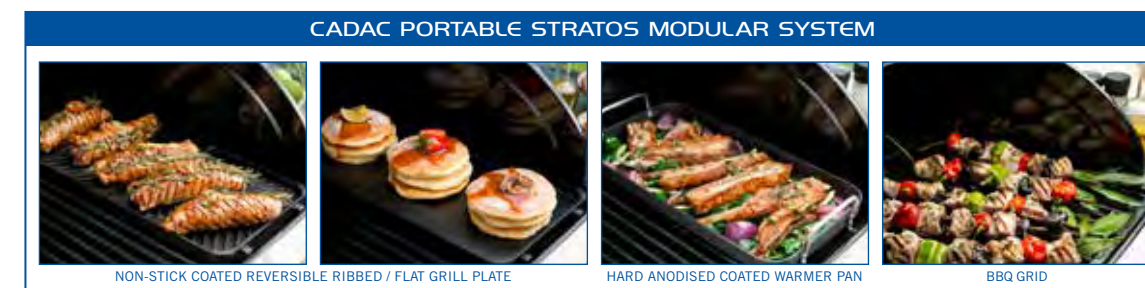 CADAC PORTABLE STRATOS MODULAR SYSTEM
NON-STICK COATED REVERSIBLE RIBBED / FLAT GRILL PLATE
HARD ANODISED COATED WARMER PAN
BBQ GRID